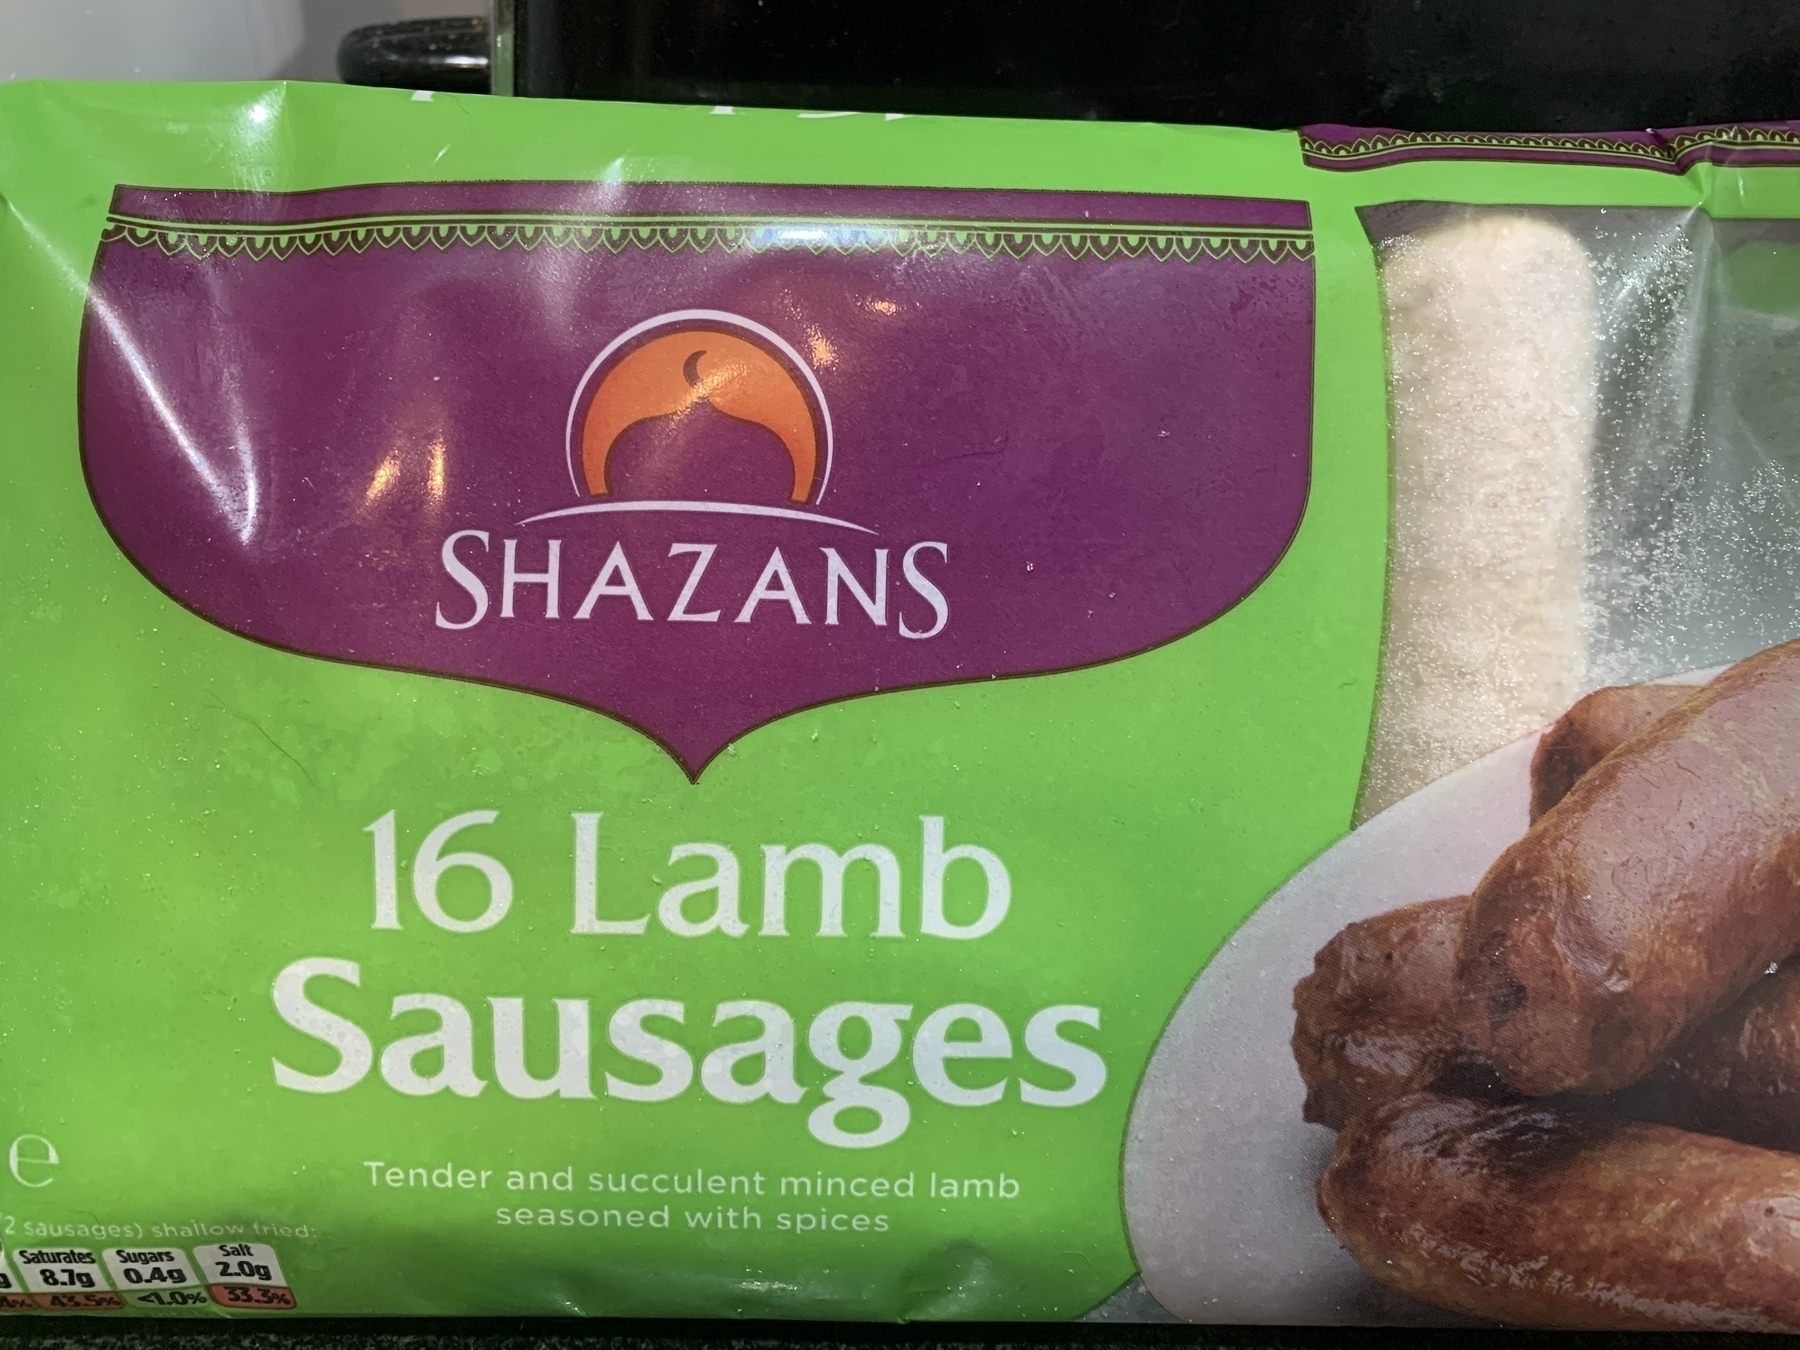 SHAZANS
16 Lamb
Sausages
Tender and succulent minced lamb
seasoned with spices
e
2 sausages) shallow fried:
Saturates Sugars Salt
g 8.7g 0.4g 2.0g
43.5% <1.0% 33.3%